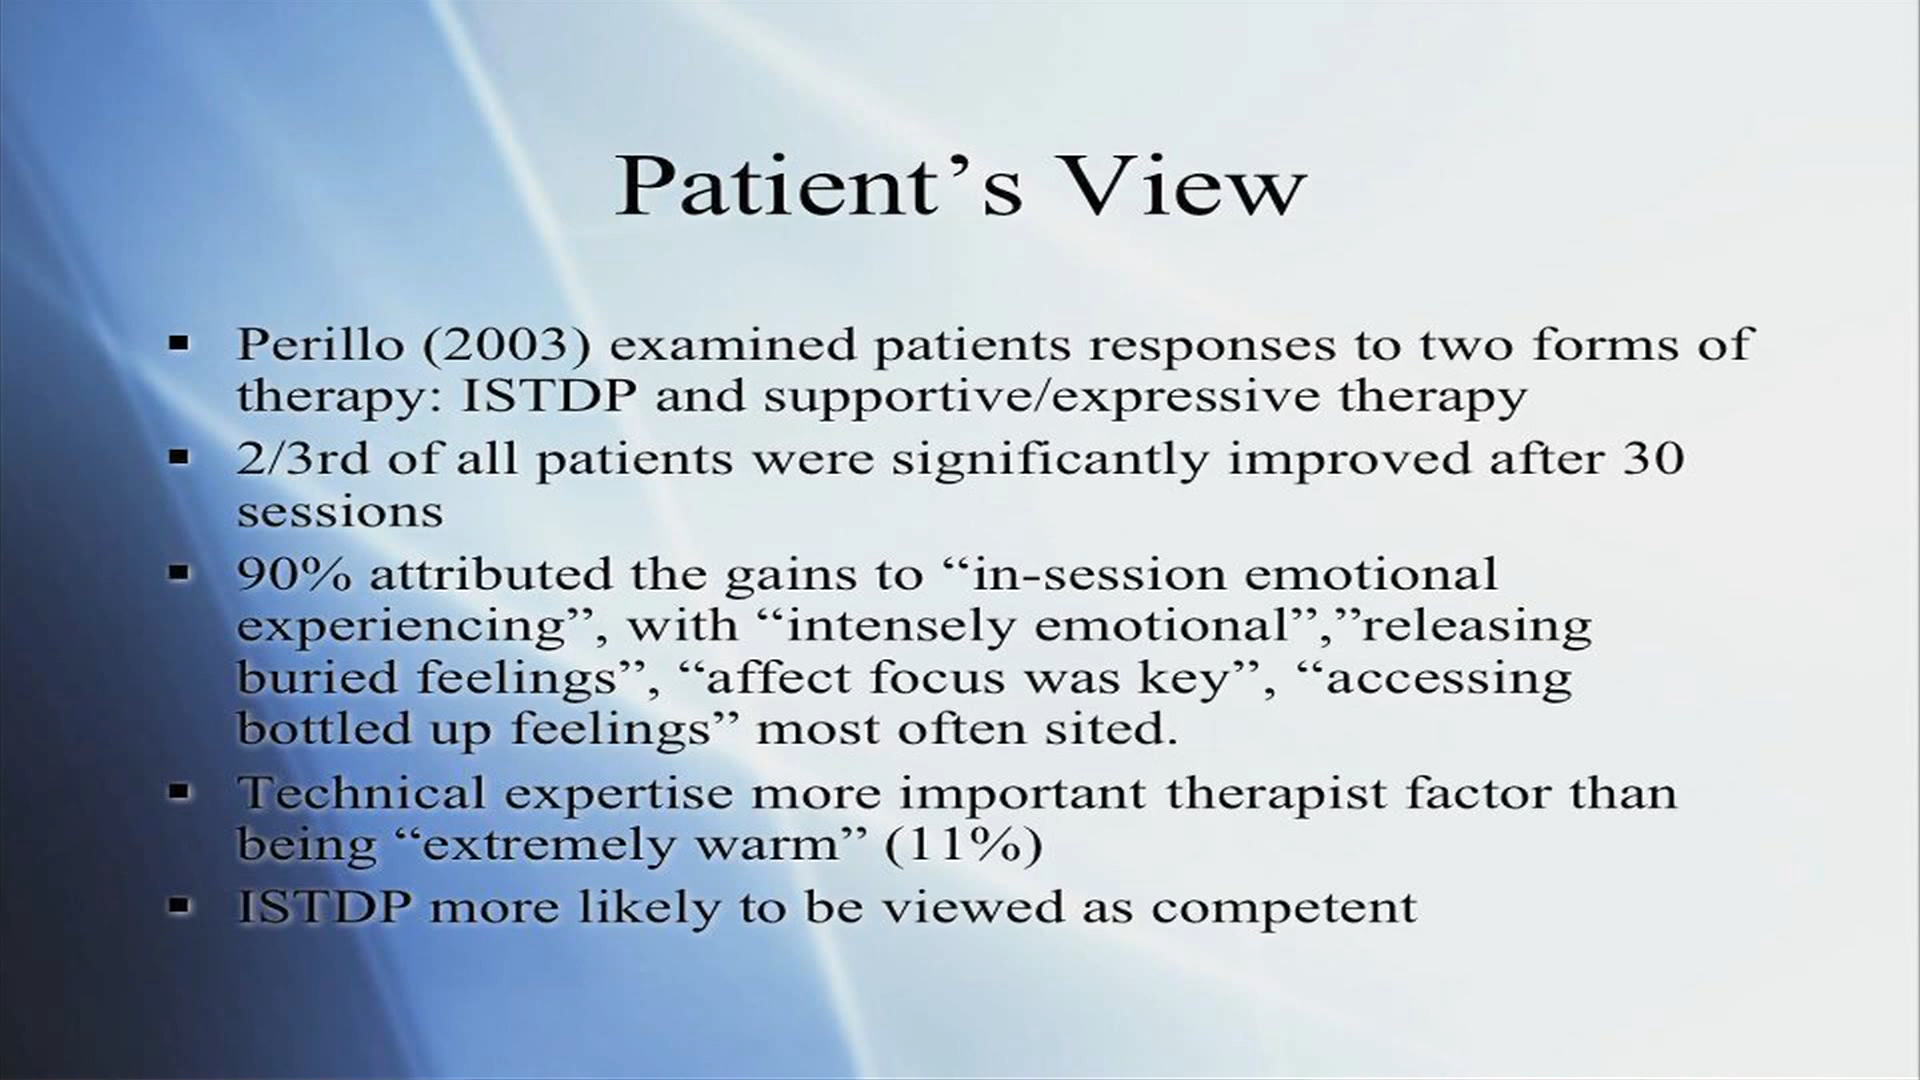 Patient’s View
▪ Perillo (2003) examined patients responses to two forms of
therapy: ISTDP and supportive/expressive therapy
▪ 2/3rd of all patients were significantly improved after 30
sessions
▪ 90% attributed the gains to “in-session emotional
experiencing”, with “intensely emotional”,”releasing
buried feelings”, “affect focus was key”, “accessing
bottled up feelings” most often sited.
▪ Technical expertise more important therapist factor than
being “extremely warm” (11%)
▪ ISTDP more likely to be viewed as competent